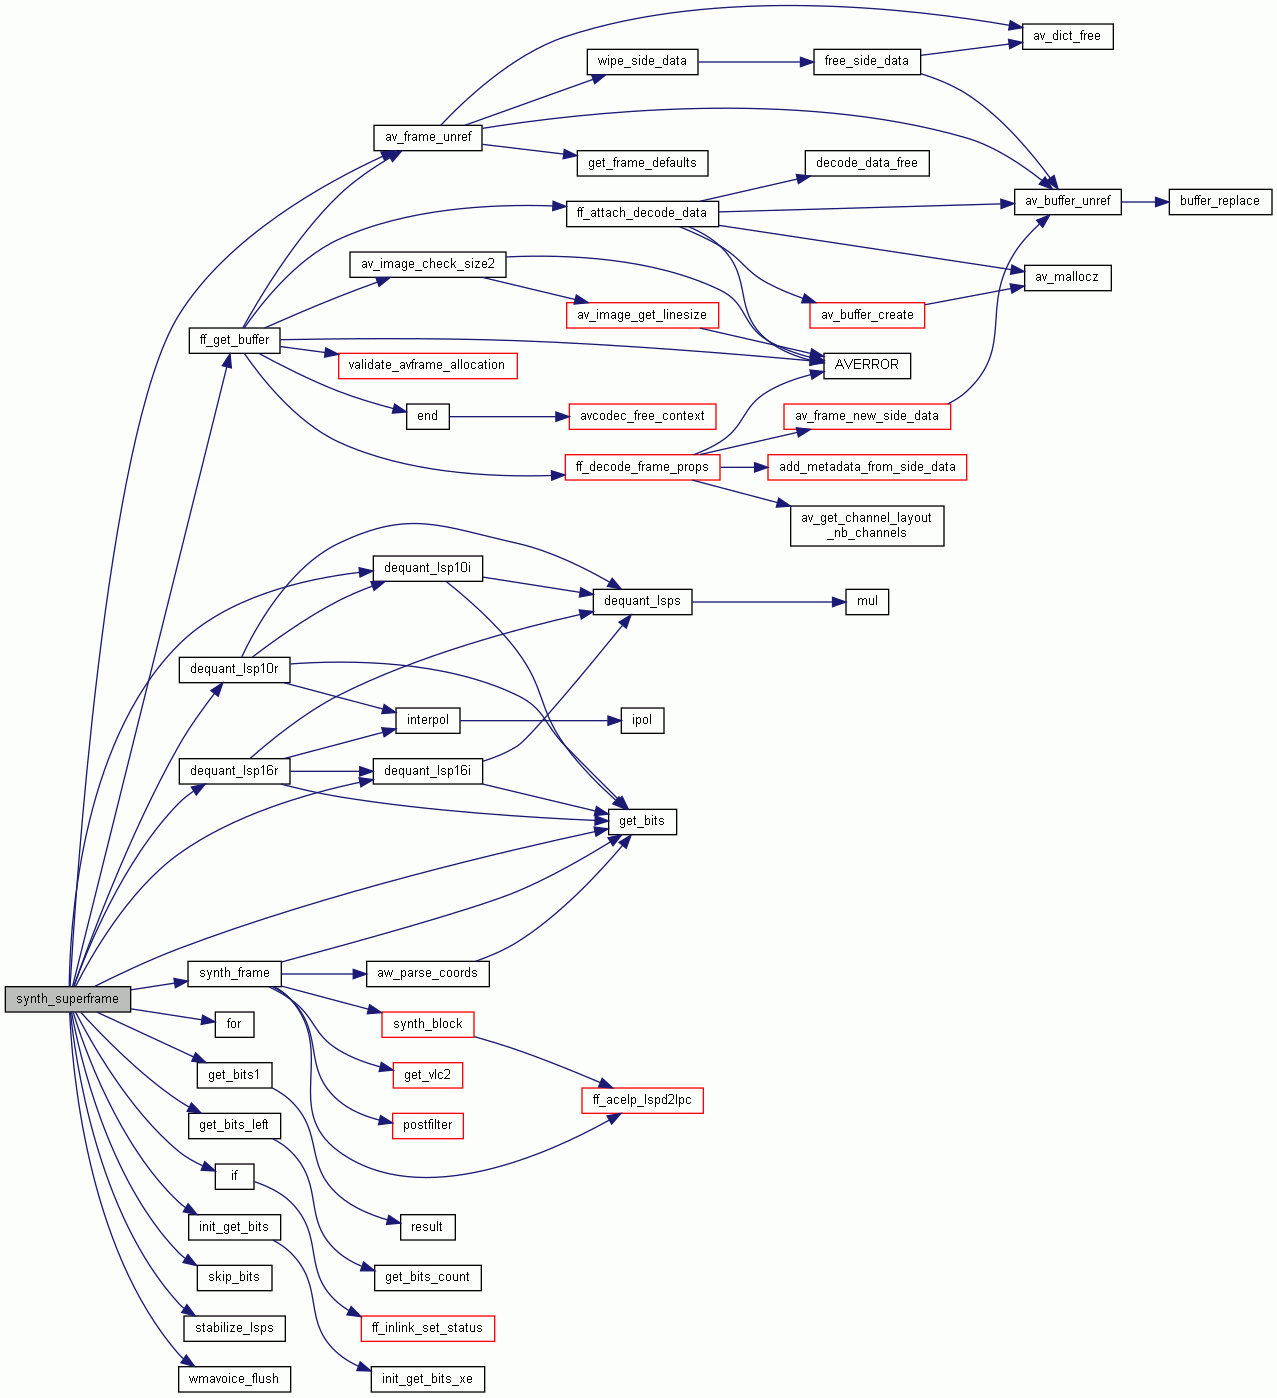 av_dict_free
wipe_side_data
free_side_data
av_frame_unref
get_frame_defaults
decode_data_free
av_buffer_unref
buffer_replace
ff_attach_decode_data
av_image_check_size2
av_mallocz
av_image_get_linesize
av_buffer_create
ff_get_buffer
validate_avframe_allocation
AVERROR
end
avcodec_free_context
av_frame_new_side_data
ff_decode_frame_props
add_metadata_from_side_data
av_get_channel_layout
_nb_channels
dequant_lsp10i
dequant_lsps
mul
dequant_lsp10r
interpol
ipol
dequant_lsp16r
dequant_lsp16i
get_bits
synth_frame
aw_parse_coords
synth_superframe
for
synth_block
get_bits1
get_vlc2
ff_acelp_lspd2lpc
get_bits_left
postfilter
if
init_get_bits
result
skip_bits
get_bits_count
stabilize_lsps
ff_inlink_set_status
wmavoice_flush
init_get_bits_xe